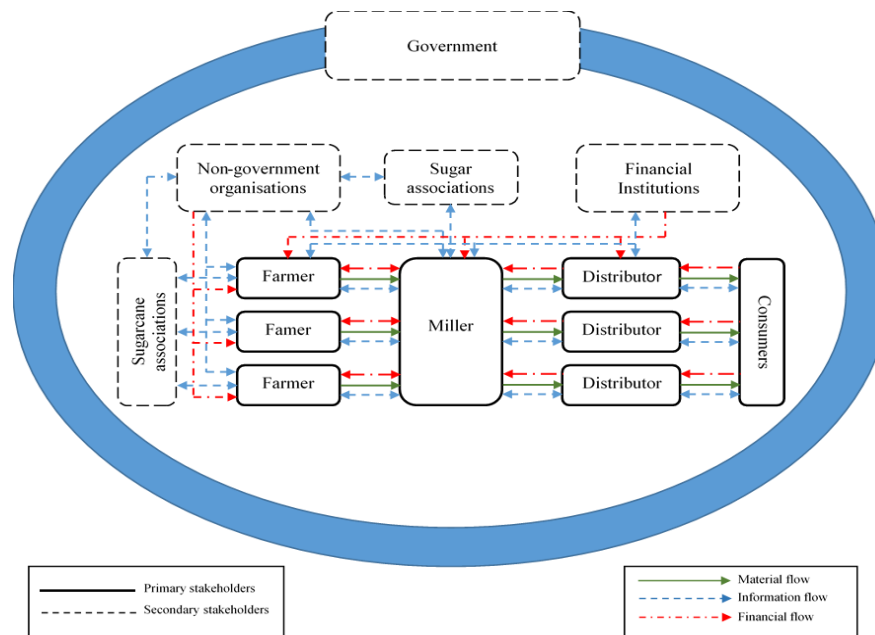 Government
Non-government
organisations
Sugar
associations
Financial
Institutions
Sugarcane
associations
Farmer
Miller
Distributor
Consumers
Famer
Distributor
Farmer
Distributor
Primary stakeholders
Secondary stakeholders
Material flow
Information flow
Financial flow